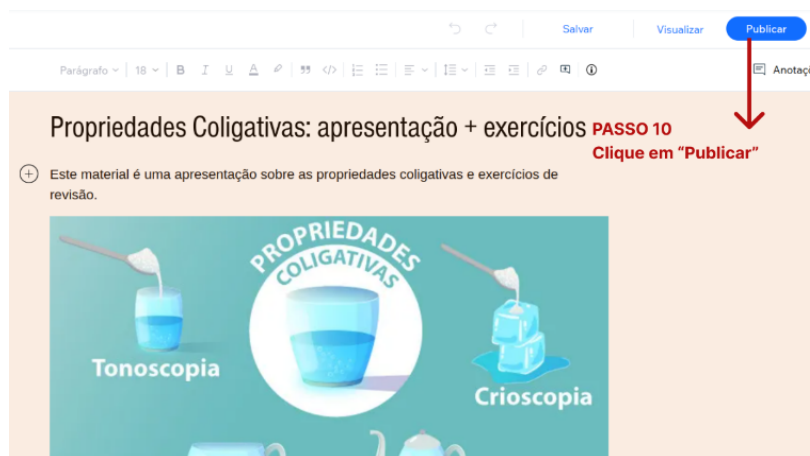 Salvar
Visualizar
Publicar
Parágrafo
18
B I U A
Propriedades Coligativas: apresentação + exercícios
PASSO 10
Clique em “Publicar”
Este material é uma apresentação sobre as propriedades coligativas e exercícios de
revisão.
PROPRIEDADES
COLIGATIVAS
Tonoscopia
Crioscopia